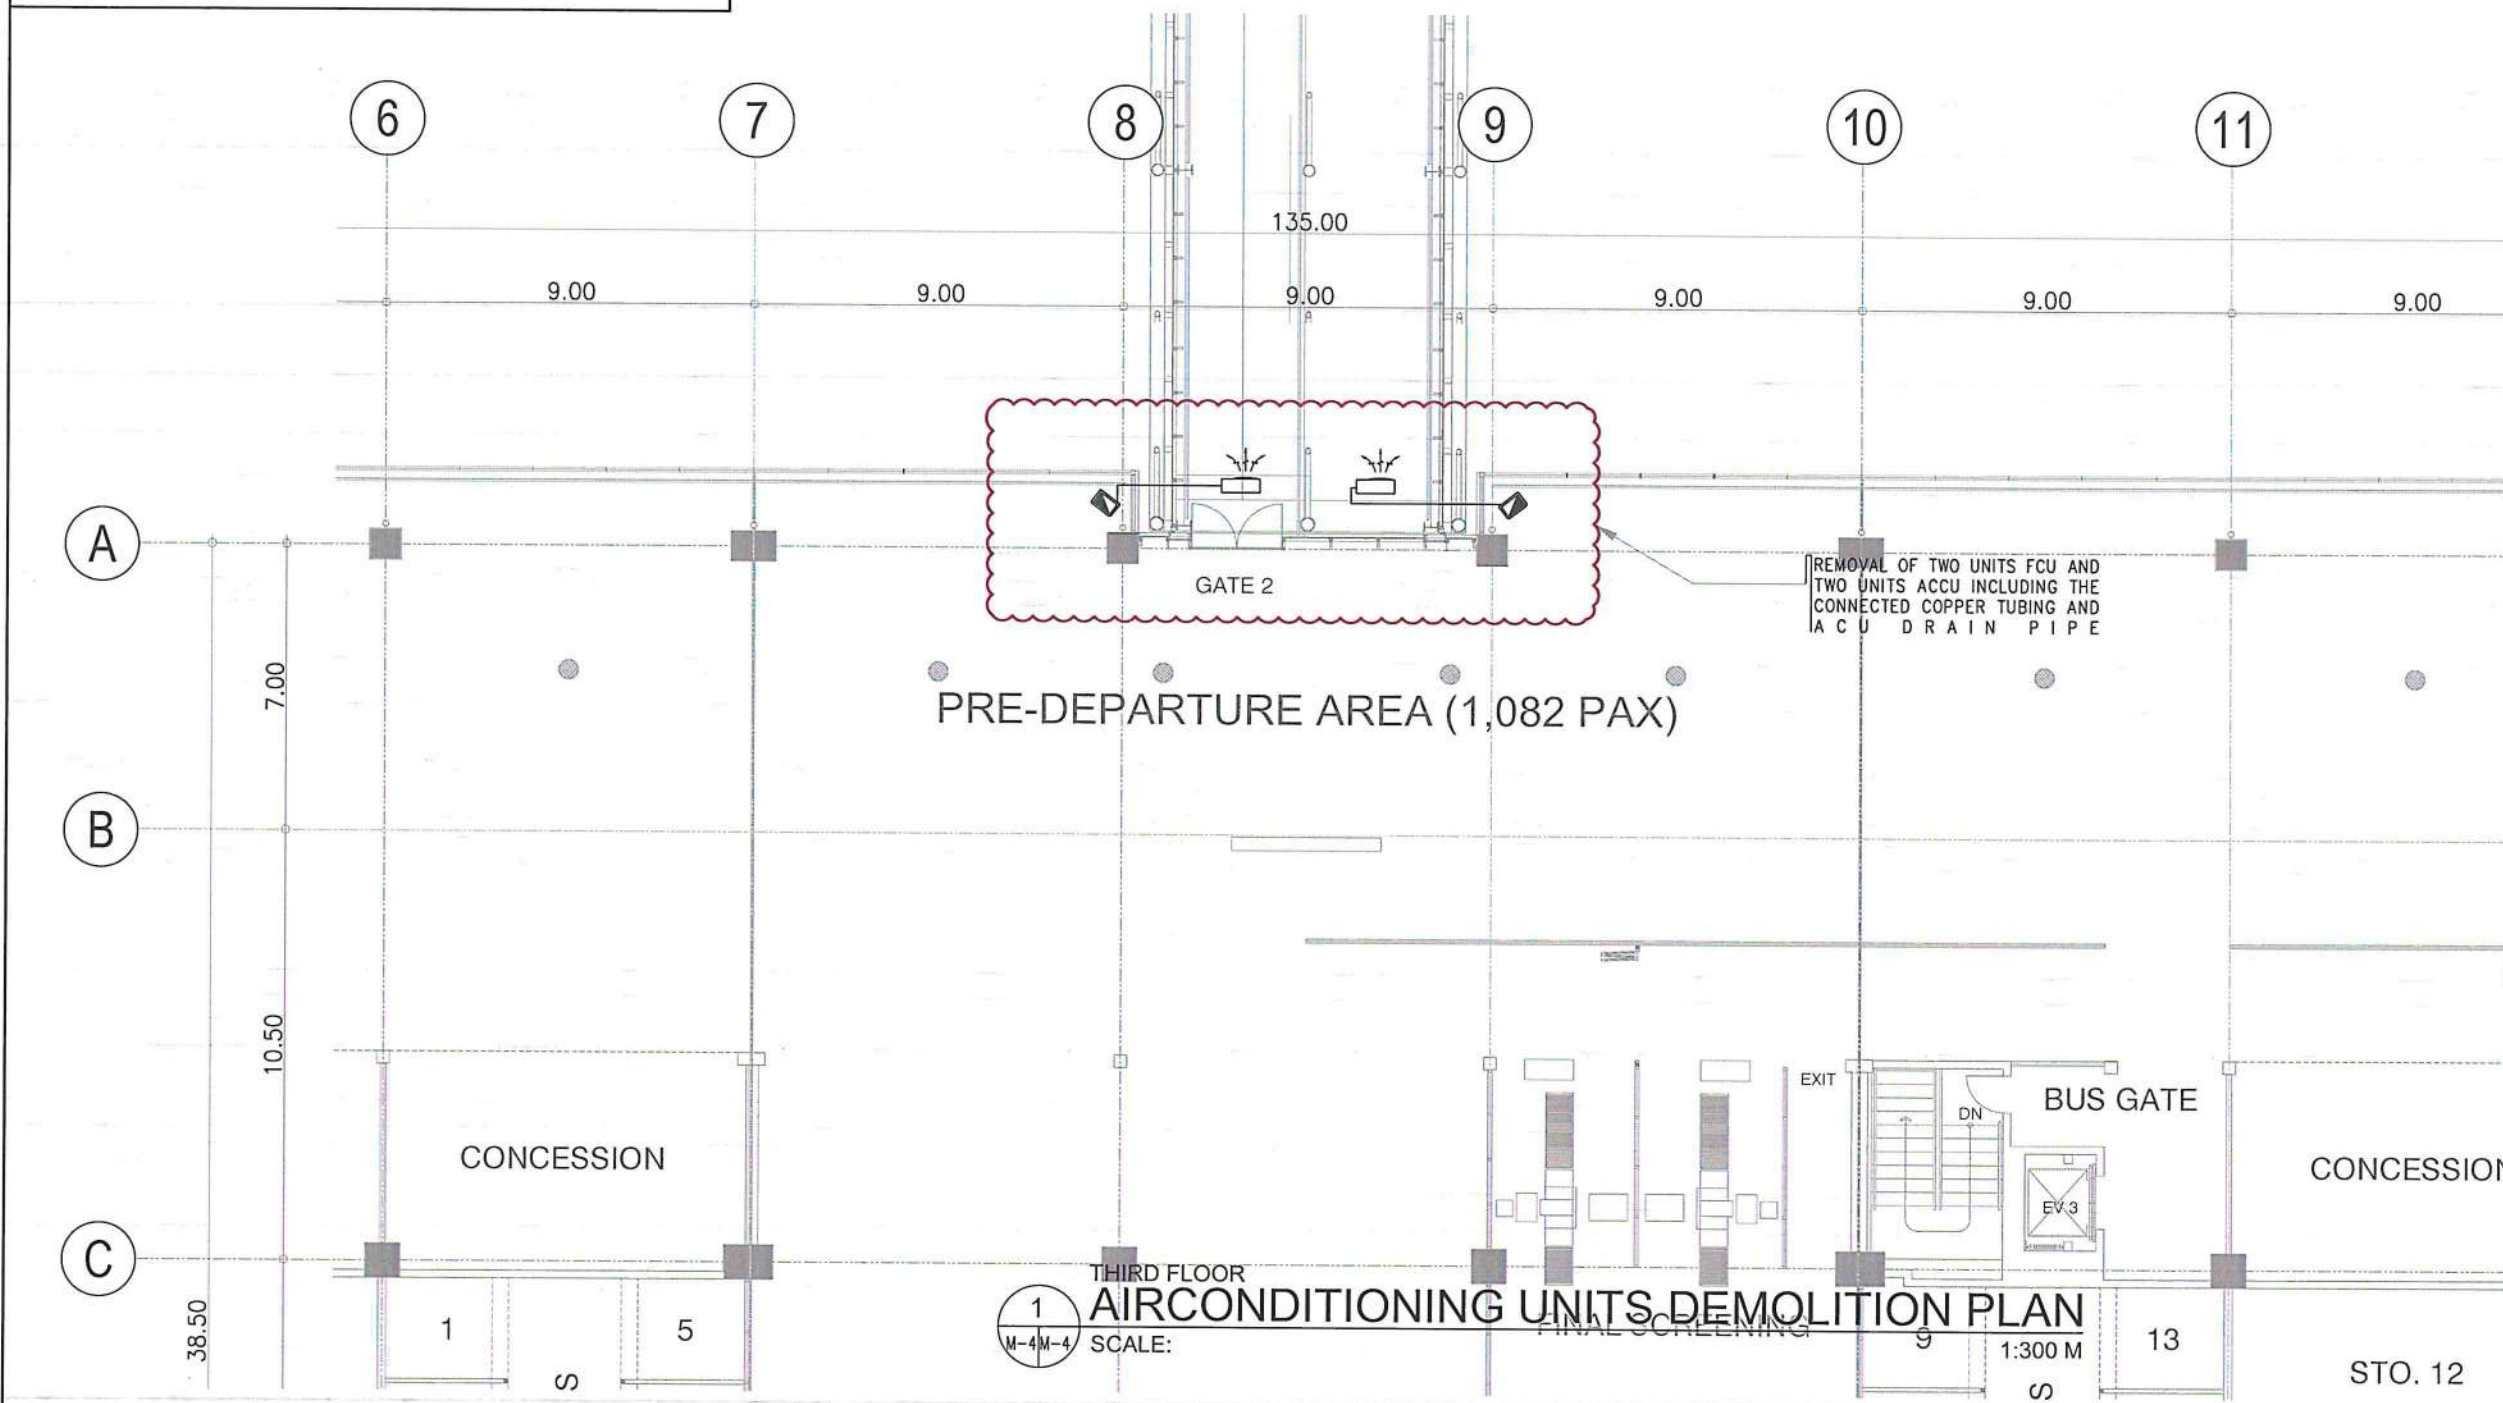 6
7
8
9
10
11
135.00
9.00
9.00
9.00
9.00
9.00
9.00
A
GATE 2
REMOVAL OF TWO UNITS FCU AND
TWO UNITS ACCU INCLUDING THE
CONNECTED COPPER TUBING AND
ACU DRAIN PIPE
7.00
PRE-DEPARTURE AREA (1,082 PAX)
B
10.50
EXIT
DN
BUS GATE
CONCESSION
CONCESSION
EV.3
C
THIRD FLOOR
1
AIRCONDITIONING UNITS DEMOLITION PLAN
FINAL SCREENING
M-4
M-4
SCALE:
1:300 M
38.50
1
5
9
13
S
S
STO. 12